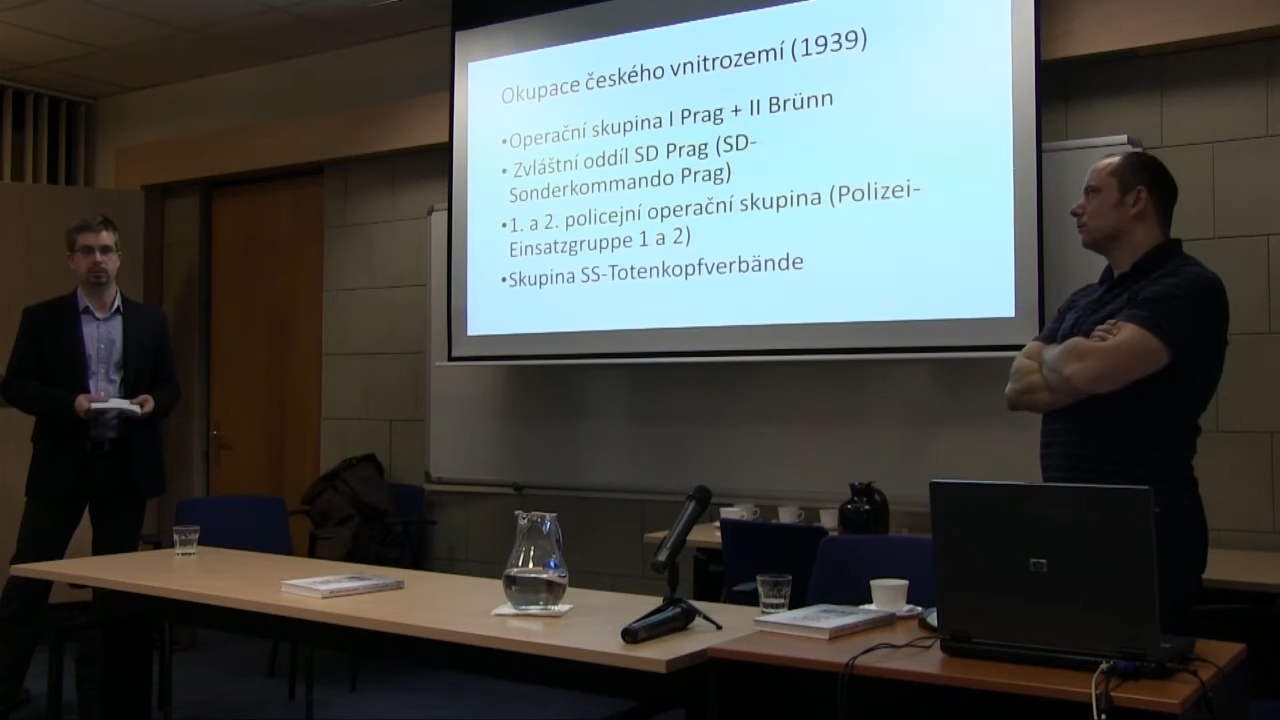 Okupace českého vnitrozemí (1939)
•Operační skupina I Prag + II Brünn
• Zvláštní oddíl SD Prag (SD-
Sonderkommando Prag)
•1. a 2. policejní operační skupina (Polizei-
Einsatzgruppe 1 a 2)
•Skupina SS-Totenkopfverbände
hp